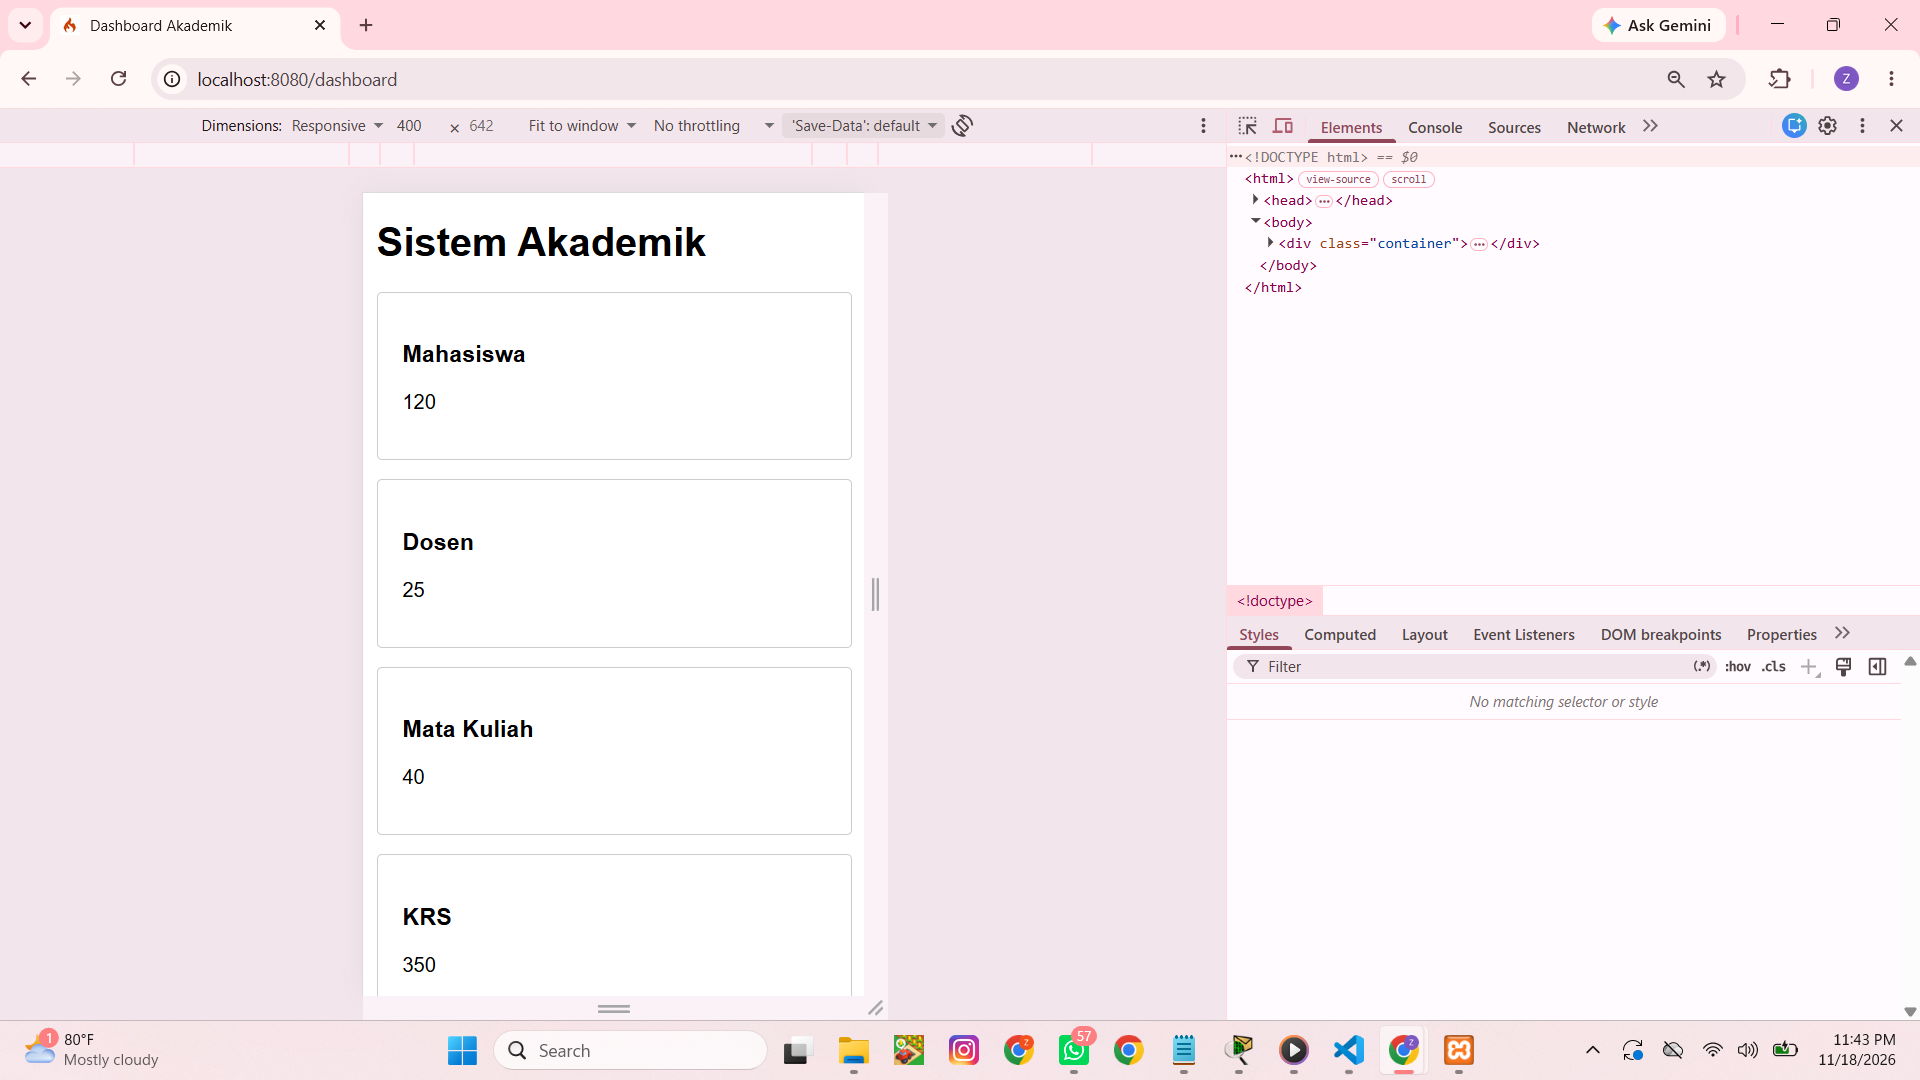 Dashboard Akademik
Ask Gemini
localhost:8080/dashboard
Z
Dimensions: Responsive 400 × 642 Fit to window No throttling 'Save-Data': default
Elements Console Sources Network
<!DOCTYPE html> == $0
<html> view-source scroll
<head> ••• </head>
<body>
<div class="container"> ••• </div>
</body>
</html>
Sistem Akademik
Mahasiswa
120
Dosen
25
Mata Kuliah
40
KRS
350
<!doctype>
Styles Computed Layout Event Listeners DOM breakpoints Properties
Filter (.*) :hov .cls
No matching selector or style
1
80°F
Mostly cloudy
Search
Z
57
Z
11:43 PM
11/18/2026